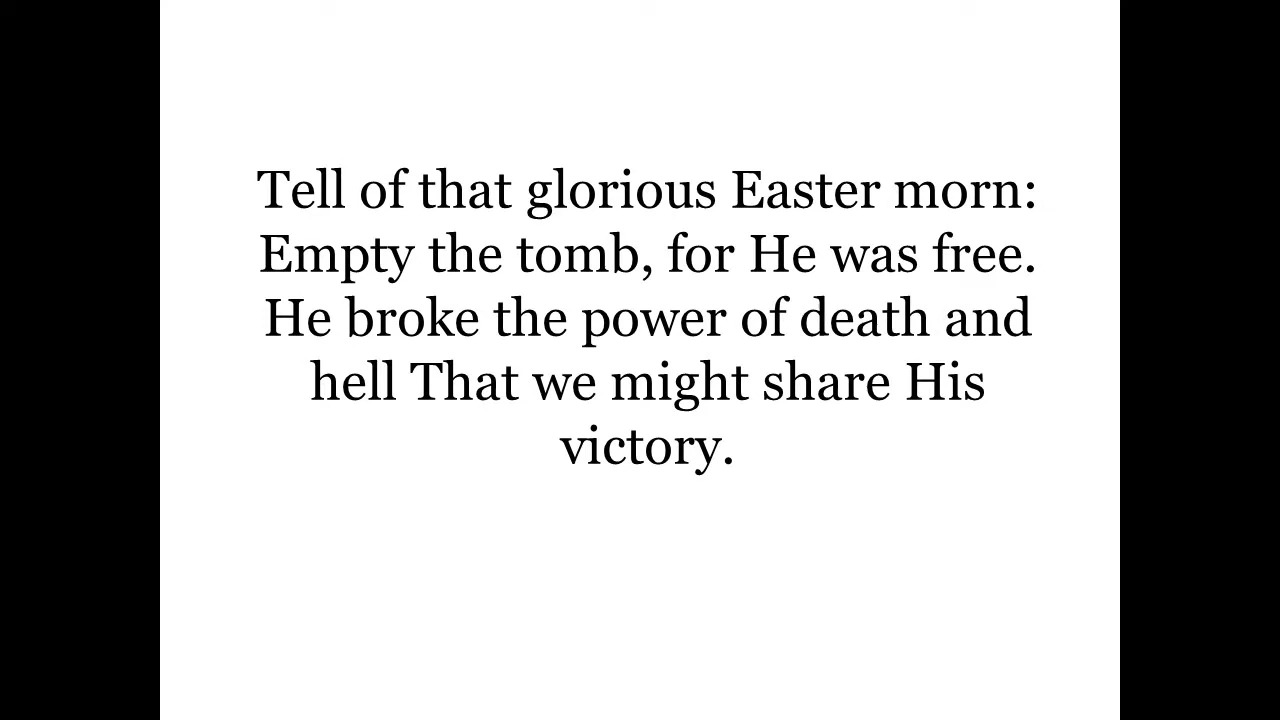 Tell of that glorious Easter morn:
Empty the tomb, for He was free.
He broke the power of death and
hell That we might share His
victory.